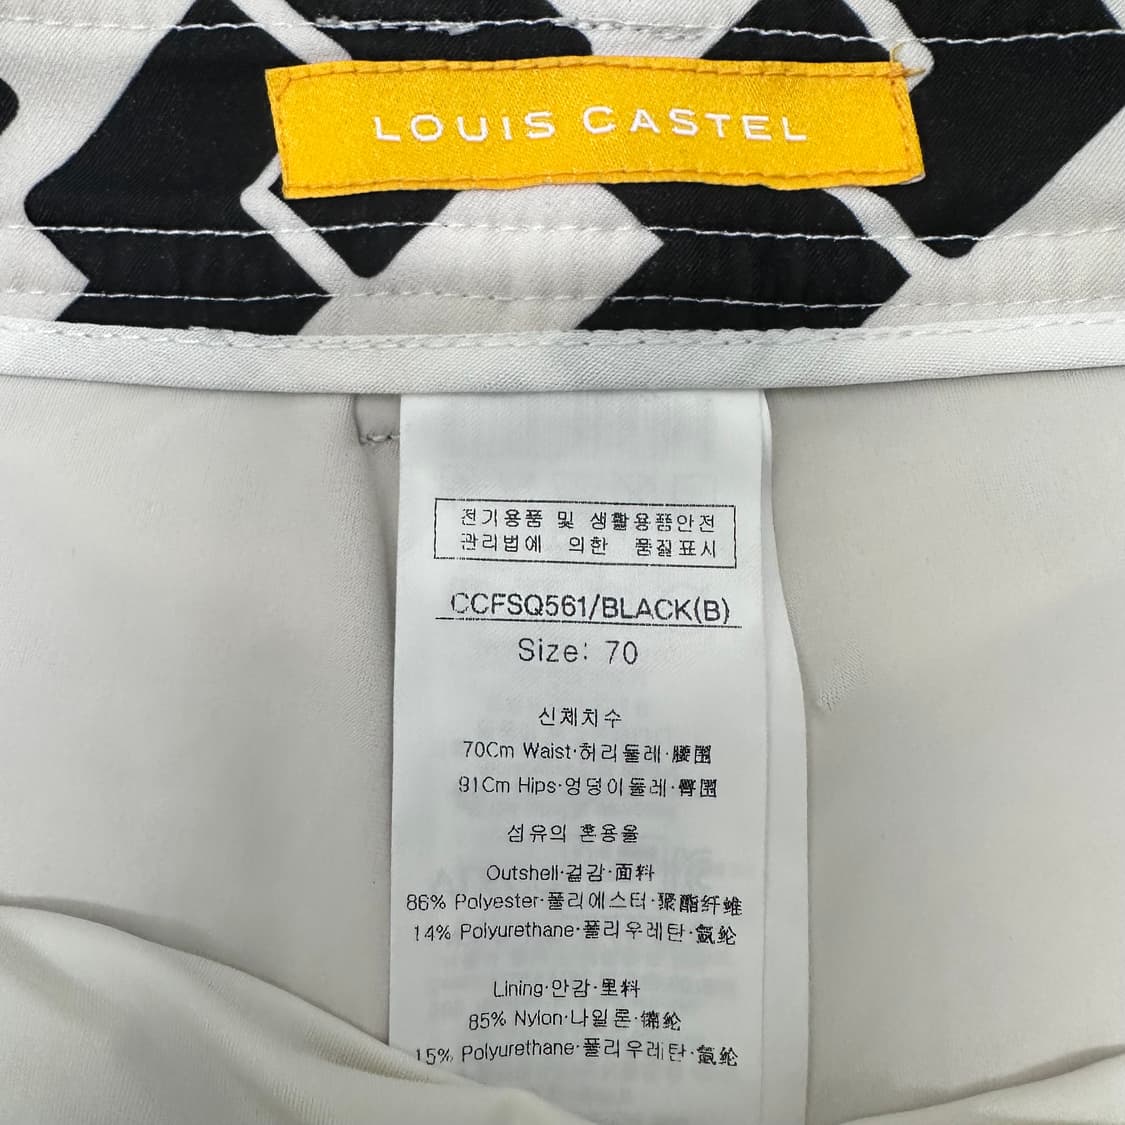 LOUIS CASTEL
전기용품 및 생활용품안전
관리법에 의한 품질표시
CCFSQ561/BLACK(B)
Size: 70
신체치수
70Cm Waist·허리둘레·腰围
91Cm Hips·엉덩이둘레·臀围
섬유의 혼용율
Outshell·겉감·面料
86% Polyester·폴리에스터·聚酯纤维
14% Polyurethane·폴리우레탄·氨纶
Lining·안감·里料
85% Nylon·나일론·锦纶
15% Polyurethane·폴리우레탄·氨纶